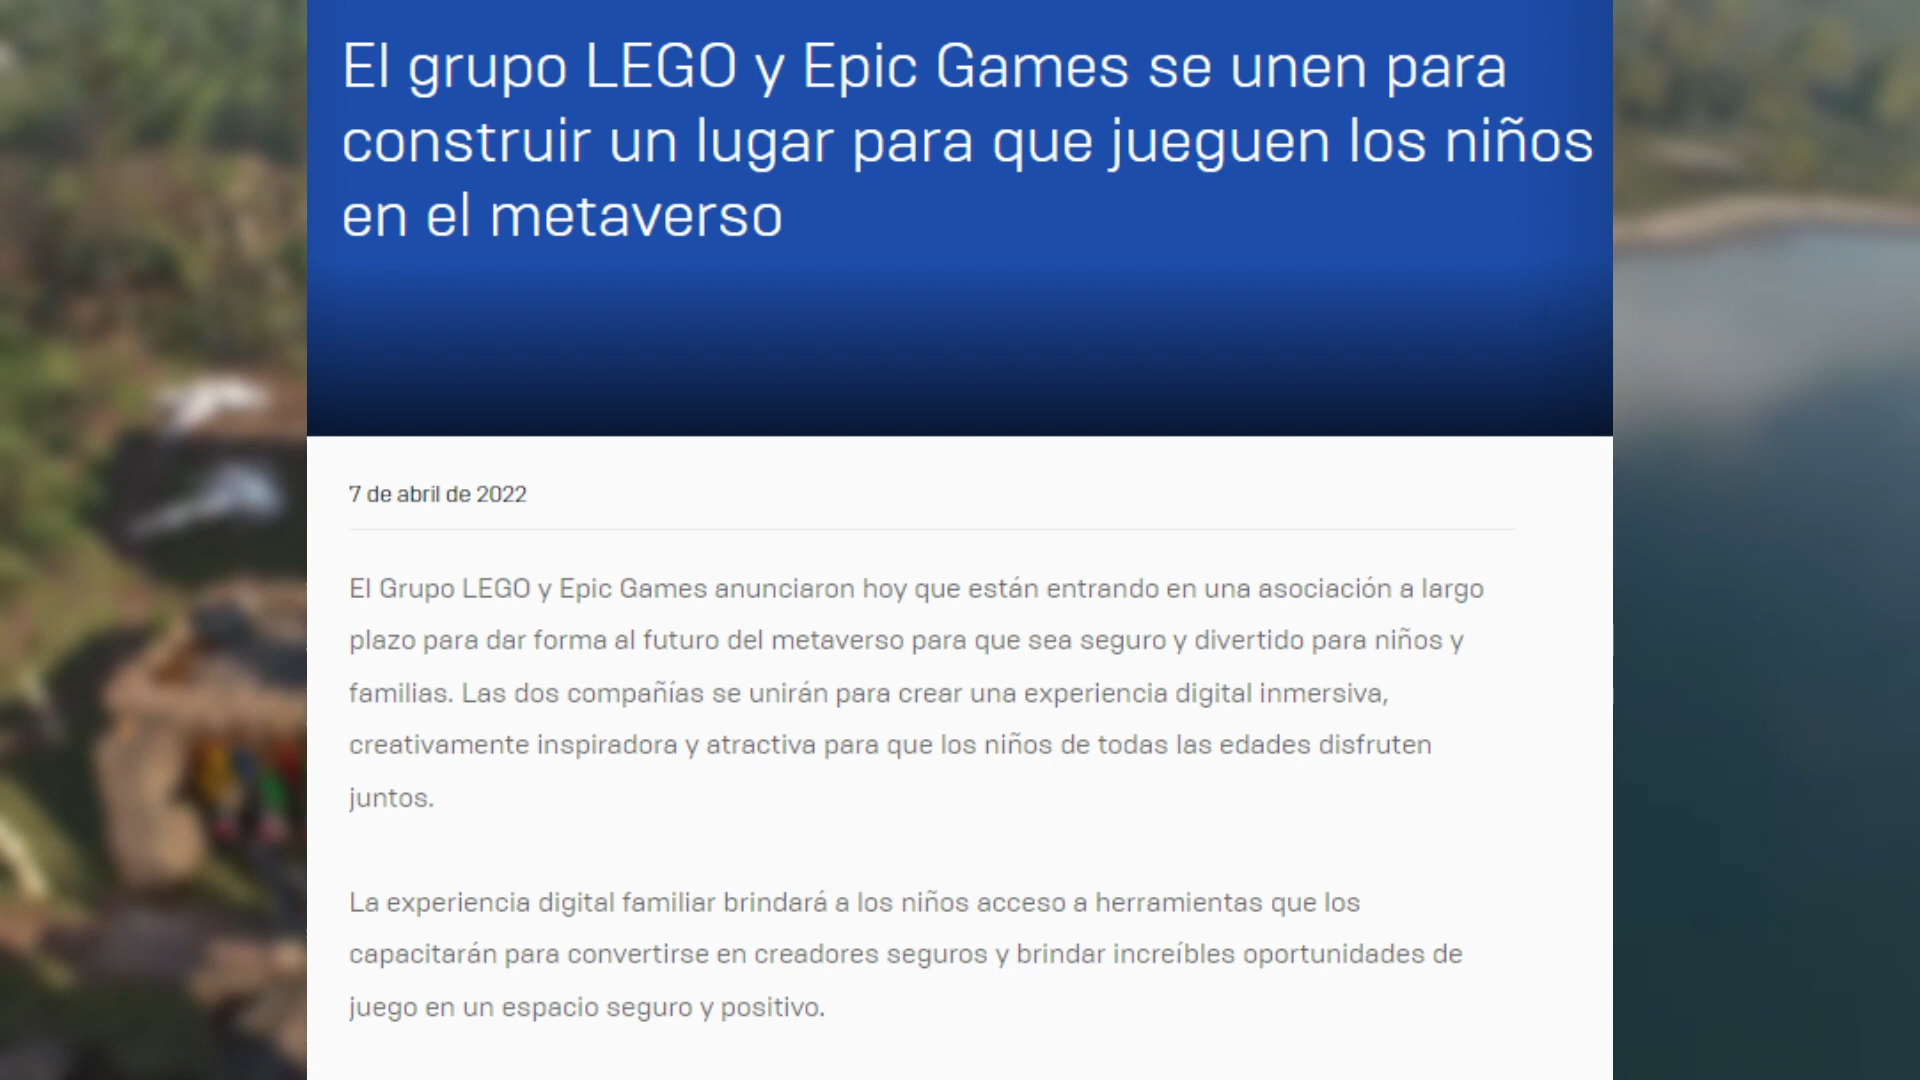 El grupo LEGO y Epic Games se unen para
construir un lugar para que jueguen los niños
en el metaverso
7 de abril de 2022
El Grupo LEGO y Epic Games anunciaron hoy que están entrando en una asociación a largo
plazo para dar forma al futuro del metaverso para que sea seguro y divertido para niños y
familias. Las dos compañías se unirán para crear una experiencia digital inmersiva,
creativamente inspiradora y atractiva para que los niños de todas las edades disfruten
juntos.
La experiencia digital familiar brindará a los niños acceso a herramientas que los
capacitarán para convertirse en creadores seguros y brindar increíbles oportunidades de
juego en un espacio seguro y positivo.